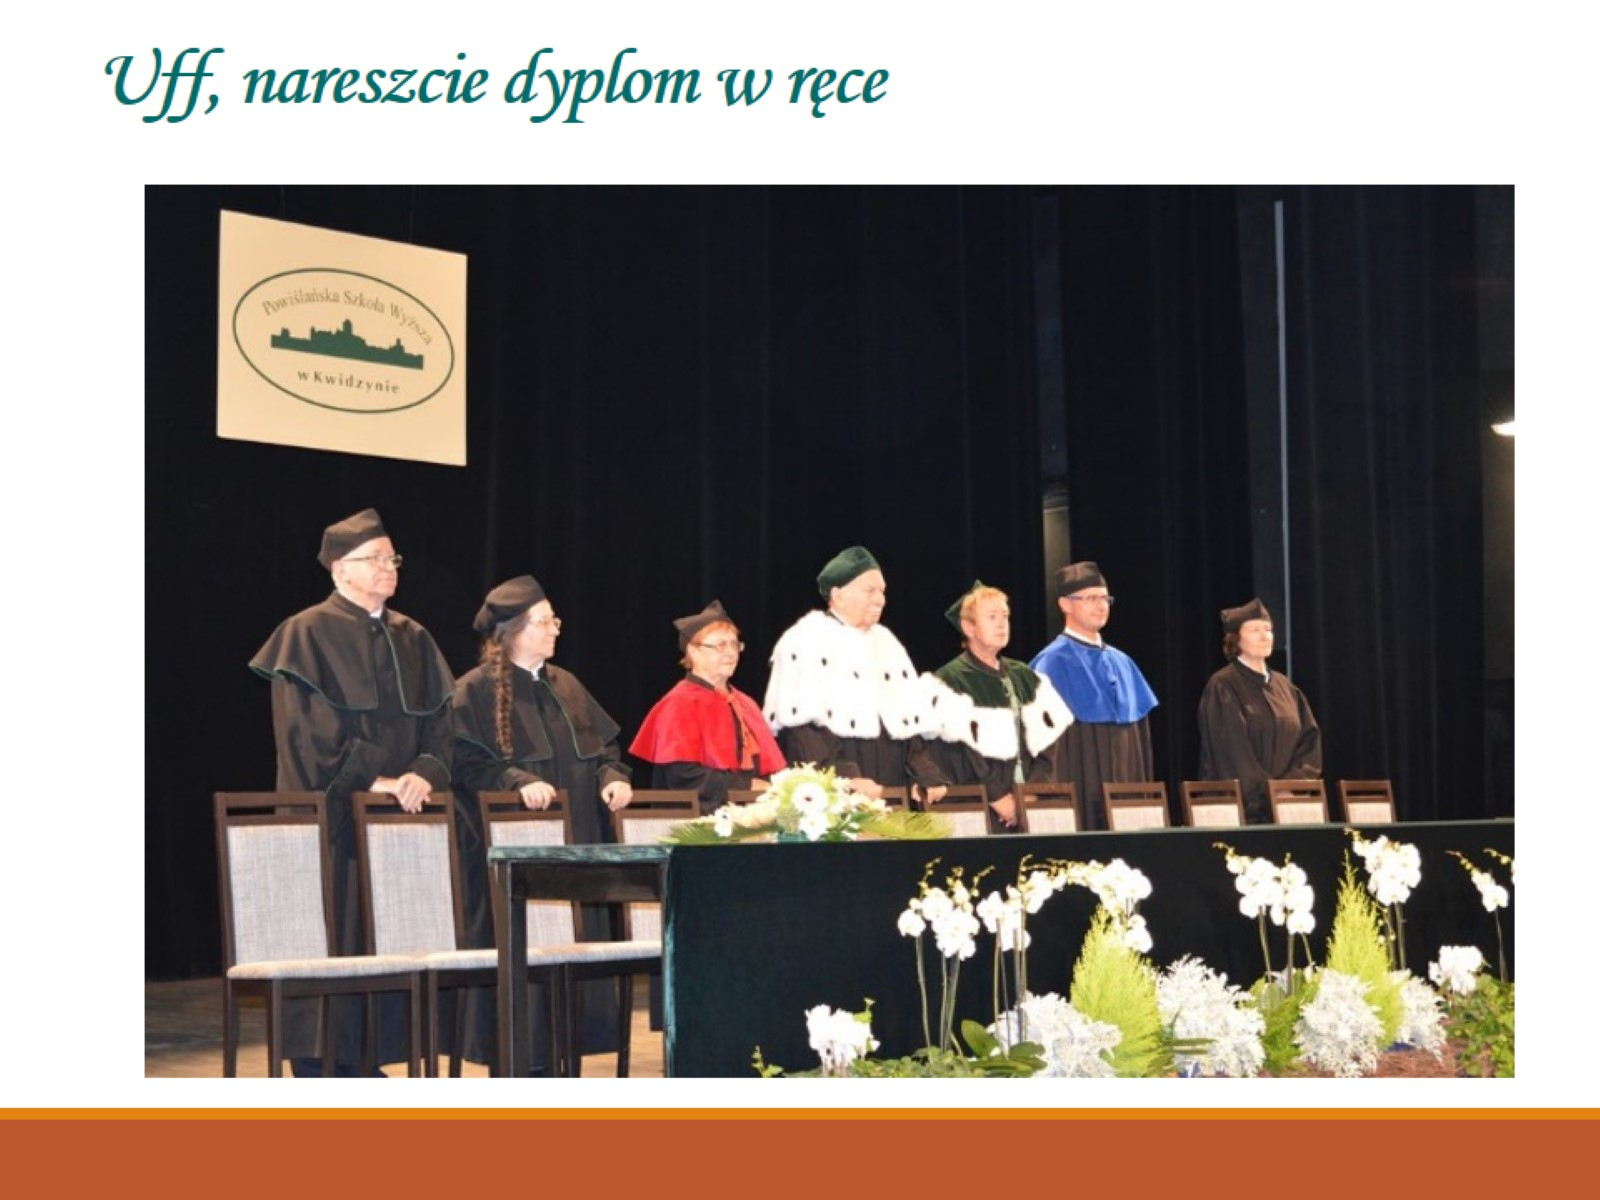 Uff, nareszcie dyplom w ręce
Powiślańska Szkoła Wyższa
w Kwidzynie